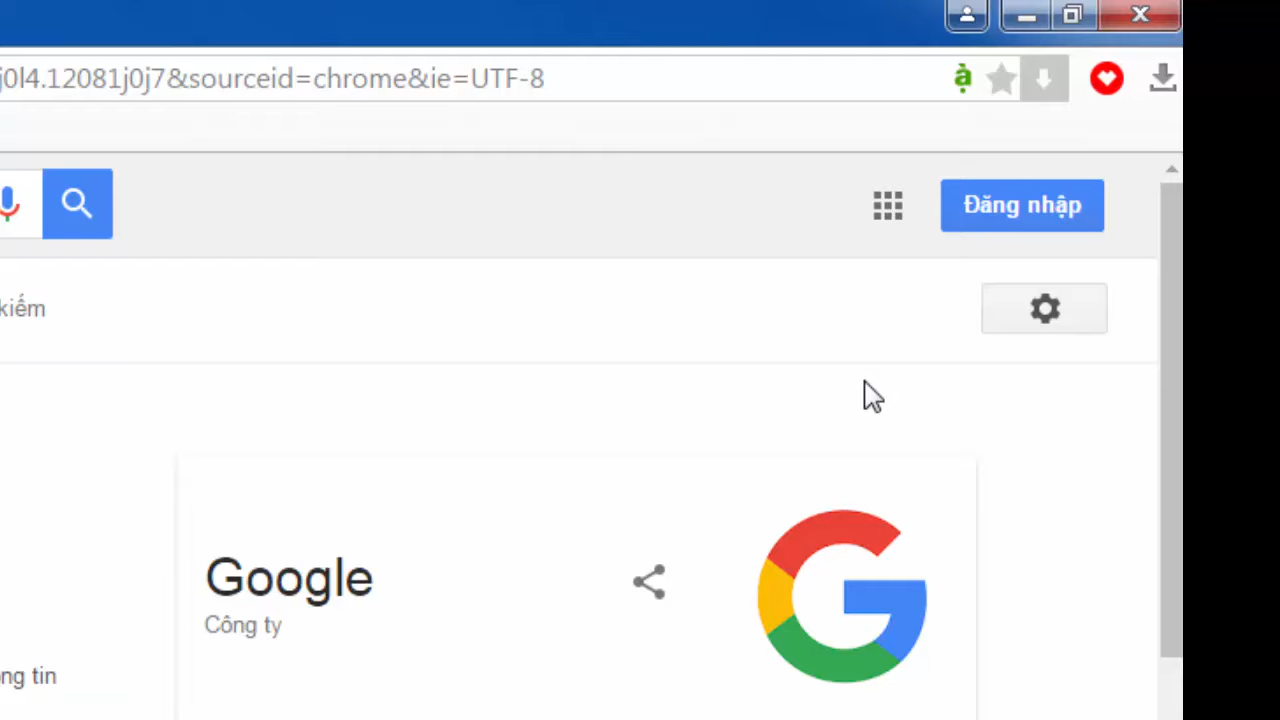 j0l4.12081j0j7&sourceid=chrome&ie=UTF-8
Đăng nhập
kiếm
Google
Công ty
ng tin